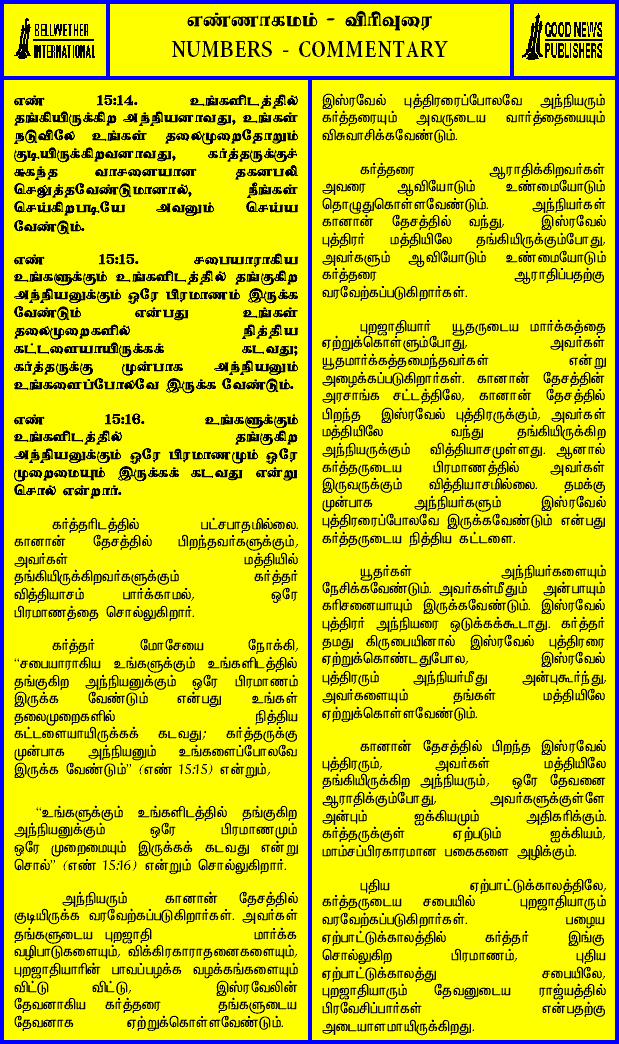 BELLWETHER
INTERNATIONAL
எண்ணாகமம் - விரிவுரை
NUMBERS - COMMENTARY
GOOD NEWS
PUBLISHERS
எண் 15:14. உங்களிடத்தில்
தங்கியிருக்கிற அந்நியனாவது, உங்கள்
நடுவிலே உங்கள் தலைமுறைதோறும்
குடியிருக்கிறவனாவது, கர்த்தருக்குச்
சுகந்த வாசனையான தகனபலி
செலுத்தவேண்டுமானால், நீங்கள்
செய்கிறபடியே அவனும் செய்ய
வேண்டும்.
எண் 15:15. சபையாராகிய
உங்களுக்கும் உங்களிடத்தில் தங்குகிற
அந்நியனுக்கும் ஒரே பிரமாணம் இருக்க
வேண்டும் என்பது உங்கள்
தலைமுறைகளில் நித்திய
கட்டளையாயிருக்கக் கடவது;
கர்த்தருக்கு முன்பாக அந்நியனும்
உங்களைப்போலவே இருக்க வேண்டும்.
எண் 15:16. உங்களுக்கும்
உங்களிடத்தில் தங்குகிற
அந்நியனுக்கும் ஒரே பிரமாணமும் ஒரே
முறைமையும் இருக்கக் கடவது என்று
சொல் என்றார்.
கர்த்தரிடத்தில் பட்சபாதமில்லை.
கானான் தேசத்தில் பிறந்தவர்களுக்கும்,
அவர்கள் மத்தியில்
தங்கியிருக்கிறவர்களுக்கும் கர்த்தர்
வித்தியாசம் பார்க்காமல், ஒரே
பிரமாணத்தை சொல்லுகிறார்.
கர்த்தர் மோசேயை நோக்கி,
“சபையாராகிய உங்களுக்கும் உங்களிடத்தில்
தங்குகிற அந்நியனுக்கும் ஒரே பிரமாணம்
இருக்க வேண்டும் என்பது உங்கள்
தலைமுறைகளில் நித்திய
கட்டளையாயிருக்கக் கடவது; கர்த்தருக்கு
முன்பாக அந்நியனும் உங்களைப்போலவே
இருக்க வேண்டும்” (எண் 15:15) என்றும்,
“உங்களுக்கும் உங்களிடத்தில் தங்குகிற
அந்நியனுக்கும் ஒரே பிரமாணமும்
ஒரே முறைமையும் இருக்கக் கடவது என்று
சொல்” (எண் 15:16) என்றும் சொல்லுகிறார்.
அந்நியரும் கானான் தேசத்தில்
குடியிருக்க வரவேற்கப்படுகிறார்கள். அவர்கள்
தங்களுடைய புறஜாதி மார்க்க
வழிபாடுகளையும், விக்கிரகாராதனைகளையும்,
புறஜாதியாரின் பாவப்பழக்க வழக்கங்களையும்
விட்டு விட்டு, இஸ்ரவேலின்
தேவனாகிய கர்த்தரை தங்களுடைய
தேவனாக ஏற்றுக்கொள்ளவேண்டும்.
இஸ்ரவேல் புத்திரரைப்போலவே அந்நியரும்
கர்த்தரையும் அவருடைய வார்த்தையையும்
விசுவாசிக்கவேண்டும்.
கர்த்தரை ஆராதிக்கிறவர்கள்
அவரை ஆவியோடும் உண்மையோடும்
தொழுதுகொள்ளவேண்டும். அந்நியர்கள்
கானான் தேசத்தில் வந்து, இஸ்ரவேல்
புத்திரர் மத்தியிலே தங்கியிருக்கும்போது,
அவர்களும் ஆவியோடும் உண்மையோடும்
கர்த்தரை ஆராதிப்பதற்கு
வரவேற்கப்படுகிறார்கள்.
புறஜாதியார் யூதருடைய மார்க்கத்தை
ஏற்றுக்கொள்ளும்போது, அவர்கள்
யூதமார்க்கத்தமைந்தவர்கள் என்று
அழைக்கப்படுகிறார்கள். கானான் தேசத்தின்
அரசாங்க சட்டத்திலே, கானான் தேசத்தில்
பிறந்த இஸ்ரவேல் புத்திரருக்கும், அவர்கள்
மத்தியிலே வந்து தங்கியிருக்கிற
அந்நியருக்கும் வித்தியாசமுள்ளது. ஆனால்
கர்த்தருடைய பிரமாணத்தில் அவர்கள்
இருவருக்கும் வித்தியாசமில்லை. தமக்கு
முன்பாக அந்நியர்களும் இஸ்ரவேல்
புத்திரரைப்போலவே இருக்கவேண்டும் என்பது
கர்த்தருடைய நித்திய கட்டளை.
யூதர்கள் அந்நியர்களையும்
நேசிக்கவேண்டும். அவர்கள்மீதும் அன்பாயும்
கரிசனையாயும் இருக்கவேண்டும். இஸ்ரவேல்
புத்திரர் அந்நியரை ஒடுக்கக்கூடாது. கர்த்தர்
தமது கிருபையினால் இஸ்ரவேல் புத்திரரை
ஏற்றுக்கொண்டதுபோல, இஸ்ரவேல்
புத்திரரும் அந்நியர்மீது அன்புகூர்ந்து,
அவர்களையும் தங்கள் மத்தியிலே
ஏற்றுக்கொள்ளவேண்டும்.
கானான் தேசத்தில் பிறந்த இஸ்ரவேல்
புத்திரரும், அவர்கள் மத்தியிலே
தங்கியிருக்கிற அந்நியரும், ஒரே தேவனை
ஆராதிக்கும்போது, அவர்களுக்குள்ளே
அன்பும் ஐக்கியமும் அதிகரிக்கும்.
கர்த்தருக்குள் ஏற்படும் ஐக்கியம்,
மாம்சப்பிரகாரமான பகைகளை அழிக்கும்.
புதிய ஏற்பாட்டுக்காலத்திலே,
கர்த்தருடைய சபையில் புறஜாதியாரும்
வரவேற்கப்படுகிறார்கள். பழைய
ஏற்பாட்டுக்காலத்தில் கர்த்தர் இங்கு
சொல்லுகிற பிரமாணம், புதிய
ஏற்பாட்டுகாலத்து சபையிலே,
புறஜாதியாரும் தேவனுடைய ராஜ்யத்தில்
பிரவேசிப்பார்கள் என்பதற்கு
அடையாளமாயிருக்கிறது.